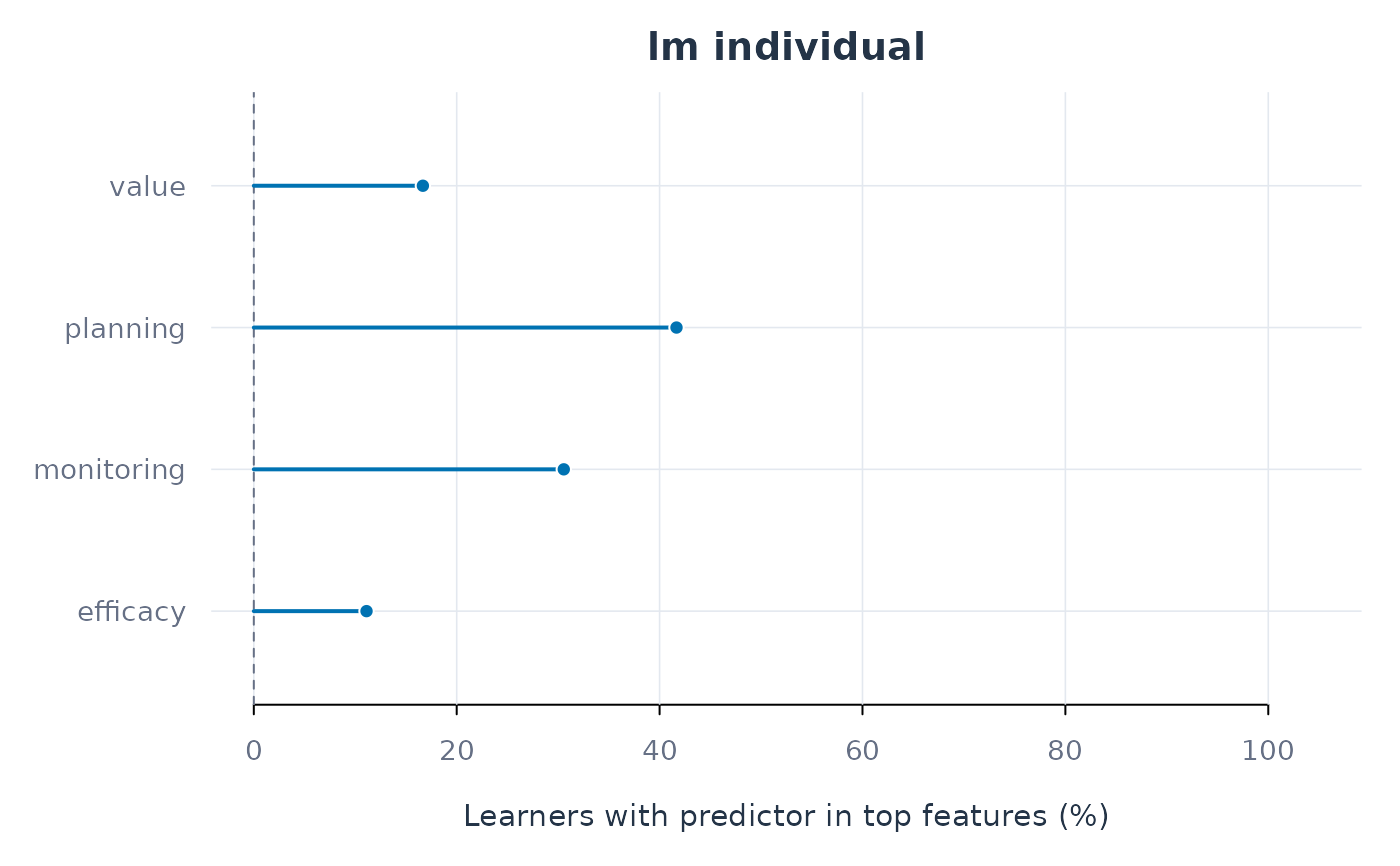 lm individual
value
planning
monitoring
efficacy
0 20 40 60 80 100
Learners with predictor in top features (%)